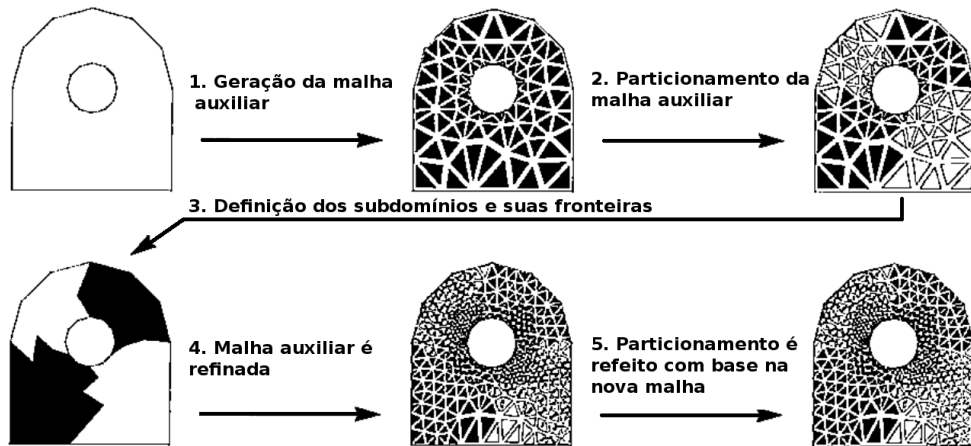 1. Geração da malha
auxiliar
2. Particionamento da
malha auxiliar
3. Definição dos subdomínios e suas fronteiras
4. Malha auxiliar é
refinada
5. Particionamento é
refeito com base na
nova malha